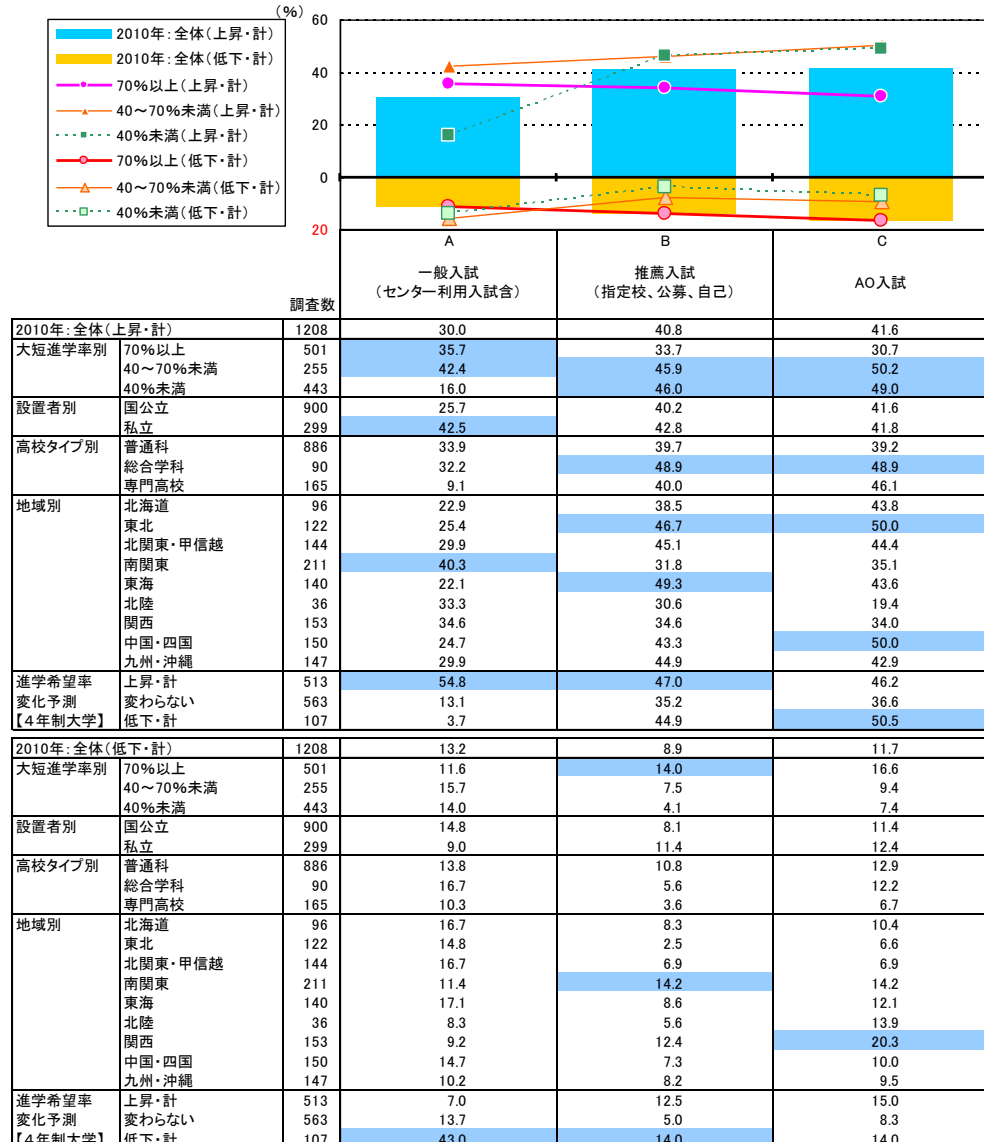 (%)
2010年:全体(上昇・計)
2010年:全体(低下・計)
70%以上(上昇・計)
40~70%未満(上昇・計)
40%未満(上昇・計)
70%以上(低下・計)
40~70%未満(低下・計)
40%未満(低下・計)
60
40
20
0
20
A B C
調査数 一般入試(センター利用入試含) 推薦入試(指定校、公募、自己) AO入試
2010年:全体(上昇・計) 1208 30.0 40.8 41.6
大短進学率別 70%以上 501 35.7 33.7 30.7
40~70%未満 255 42.4 45.9 50.2
40%未満 443 16.0 46.0 49.0
設置者別 国公立 900 25.7 40.2 41.6
私立 299 42.5 42.8 41.8
高校タイプ別 普通科 886 33.9 39.7 39.2
総合学科 90 32.2 48.9 48.9
専門高校 165 9.1 40.0 46.1
地域別 北海道 96 22.9 38.5 43.8
東北 122 25.4 46.7 50.0
北関東・甲信越 144 29.9 45.1 44.4
南関東 211 40.3 31.8 35.1
東海 140 22.1 49.3 43.6
北陸 36 33.3 30.6 19.4
関西 153 34.6 34.6 34.0
中国・四国 150 24.7 43.3 50.0
九州・沖縄 147 29.9 44.9 42.9
進学希望率 上昇・計 513 54.8 47.0 46.2
変化予測 変わらない 563 13.1 35.2 36.6
【4年制大学】 低下・計 107 3.7 44.9 50.5
2010年:全体(低下・計) 1208 13.2 8.9 11.7
大短進学率別 70%以上 501 11.6 14.0 16.6
40~70%未満 255 15.7 7.5 9.4
40%未満 443 14.0 4.1 7.4
設置者別 国公立 900 14.8 8.1 11.4
私立 299 9.0 11.4 12.4
高校タイプ別 普通科 886 13.8 10.8 12.9
総合学科 90 16.7 5.6 12.2
専門高校 165 10.3 3.6 6.7
地域別 北海道 96 16.7 8.3 10.4
東北 122 14.8 2.5 6.6
北関東・甲信越 144 16.7 6.9 6.9
南関東 211 11.4 14.2 14.2
東海 140 17.1 8.6 12.1
北陸 36 8.3 5.6 13.9
関西 153 9.2 12.4 20.3
中国・四国 150 14.7 7.3 10.0
九州・沖縄 147 10.2 8.2 9.5
進学希望率 上昇・計 513 7.0 12.5 15.0
変化予測 変わらない 563 13.7 5.0 8.3
【4年制大学】 低下・計 107 43.0 14.0 14.0